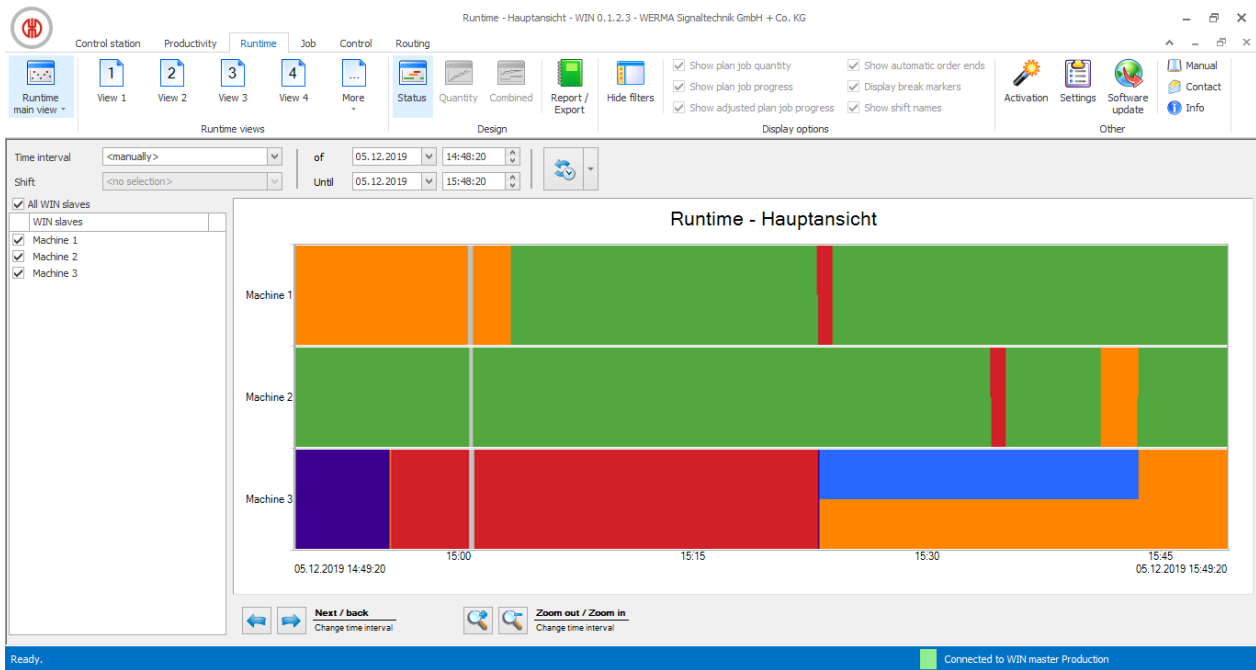 Runtime - Hauptansicht - WIN 0.1.2.3 - WERMA Signaltechnik GmbH + Co. KG
Control station Productivity Runtime Job Control Routing
Runtime main view
1 View 1
2 View 2
3 View 3
4 View 4
... More
Runtime views
Status Quantity Combined
Design
Report / Export
Hide filters
Show plan job quantity
Show plan job progress
Show adjusted plan job progress
Show automatic order ends
Display break markers
Show shift names
Display options
Activation Settings Software update
Manual
Contact
Info
Other
Time interval <manually> of 05.12.2019 14:48:20
Shift <no selection> Until 05.12.2019 15:48:20
All WIN slaves
WIN slaves
Machine 1
Machine 2
Machine 3
Runtime - Hauptansicht
Machine 1
Machine 2
Machine 3
15:00 15:15 15:30 15:45
05.12.2019 14:49:20 05.12.2019 15:49:20
Next / back
Change time interval
Zoom out / Zoom in
Change time interval
Ready. Connected to WIN master Production